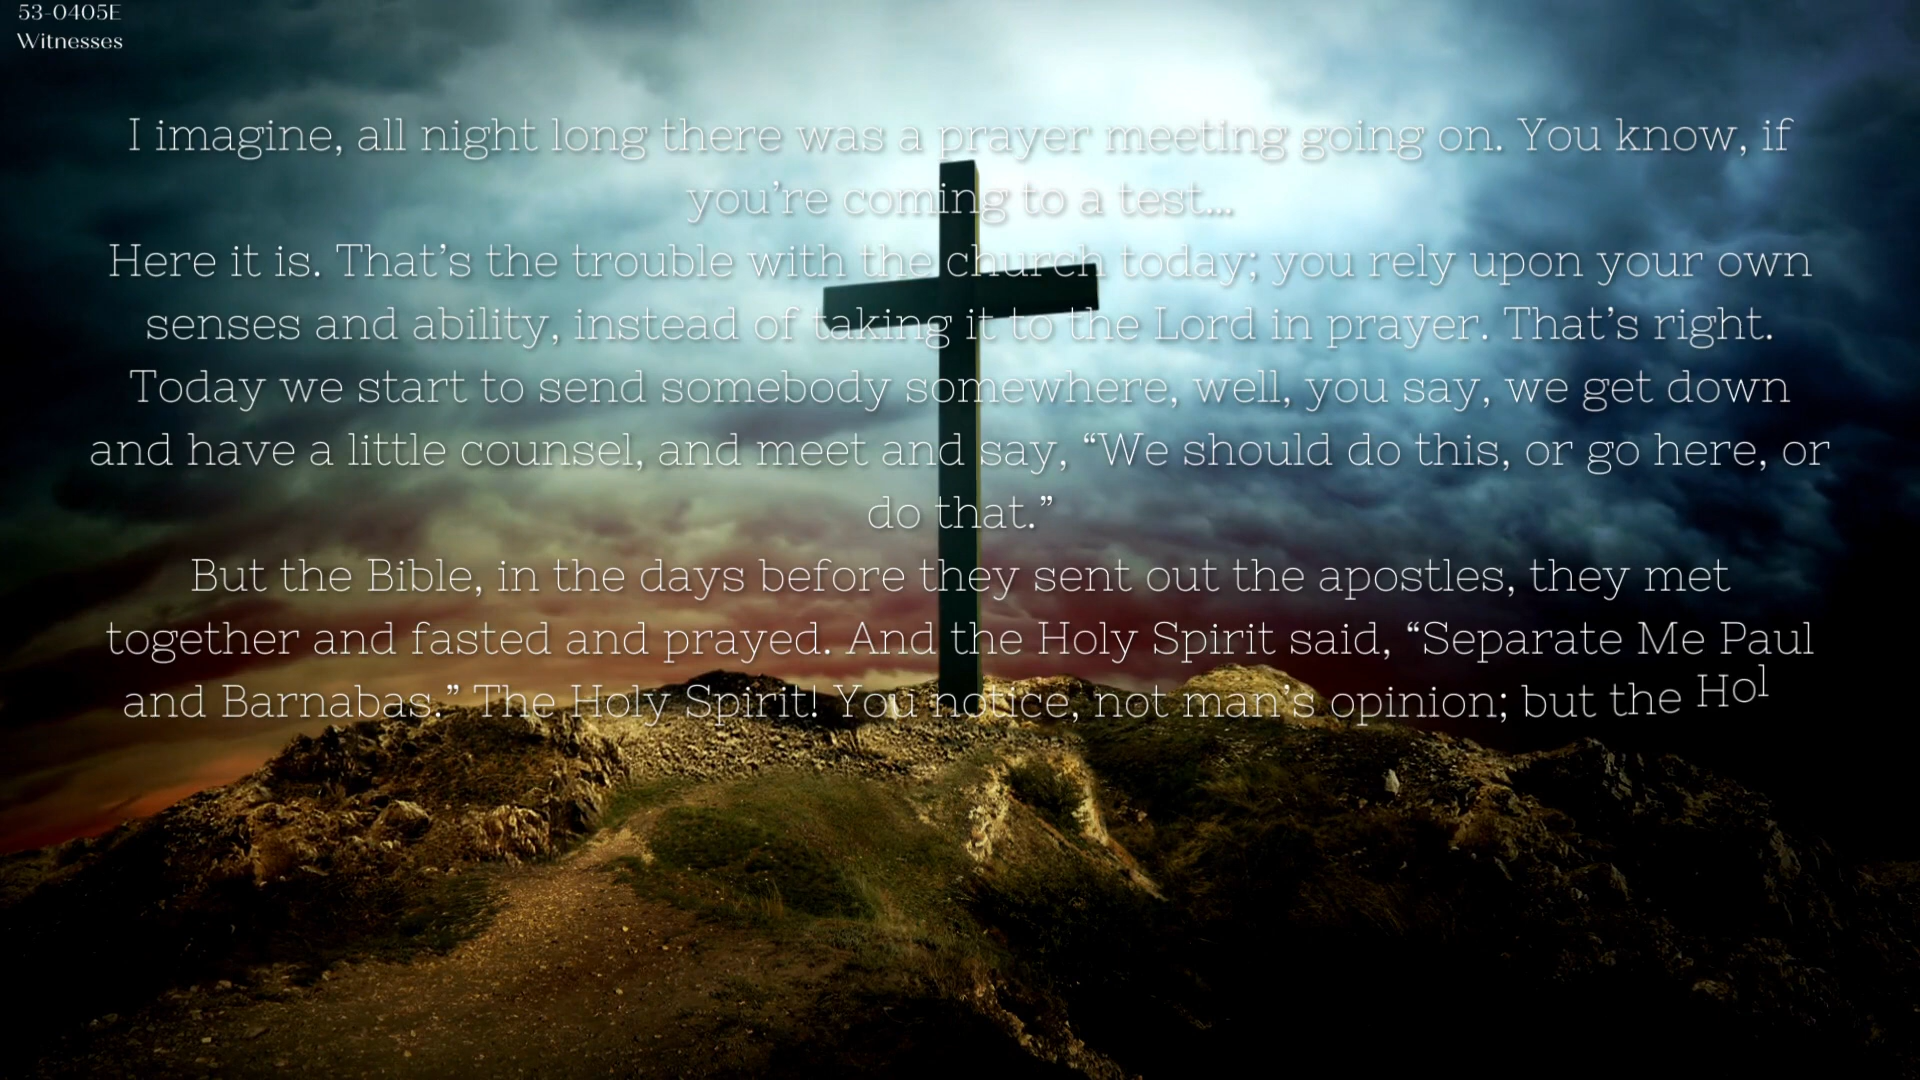 53-0405E
Witnesses
I imagine, all night long there was a prayer meeting going on. You know, if
you’re coming to a test...
Here it is. That’s the trouble with the church today; you rely upon your own
senses and ability, instead of taking it to the Lord in prayer. That’s right.
Today we start to send somebody somewhere, well, you say, we get down
and have a little counsel, and meet and say, “We should do this, or go here, or
do that.”
But the Bible, in the days before they sent out the apostles, they met
together and fasted and prayed. And the Holy Spirit said, “Separate Me Paul
and Barnabas.” The Holy Spirit! You notice, not man’s opinion; but the Hol